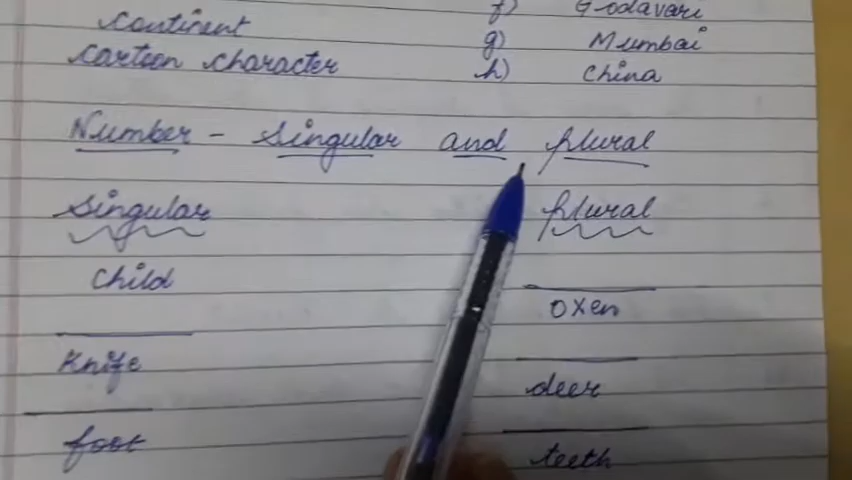 f) Godavari
continent
g) Mumbai
cartoon character
h) China
Number - Singular and plural
Singular plural
Child
oxen
Knife
deer
foot
teeth